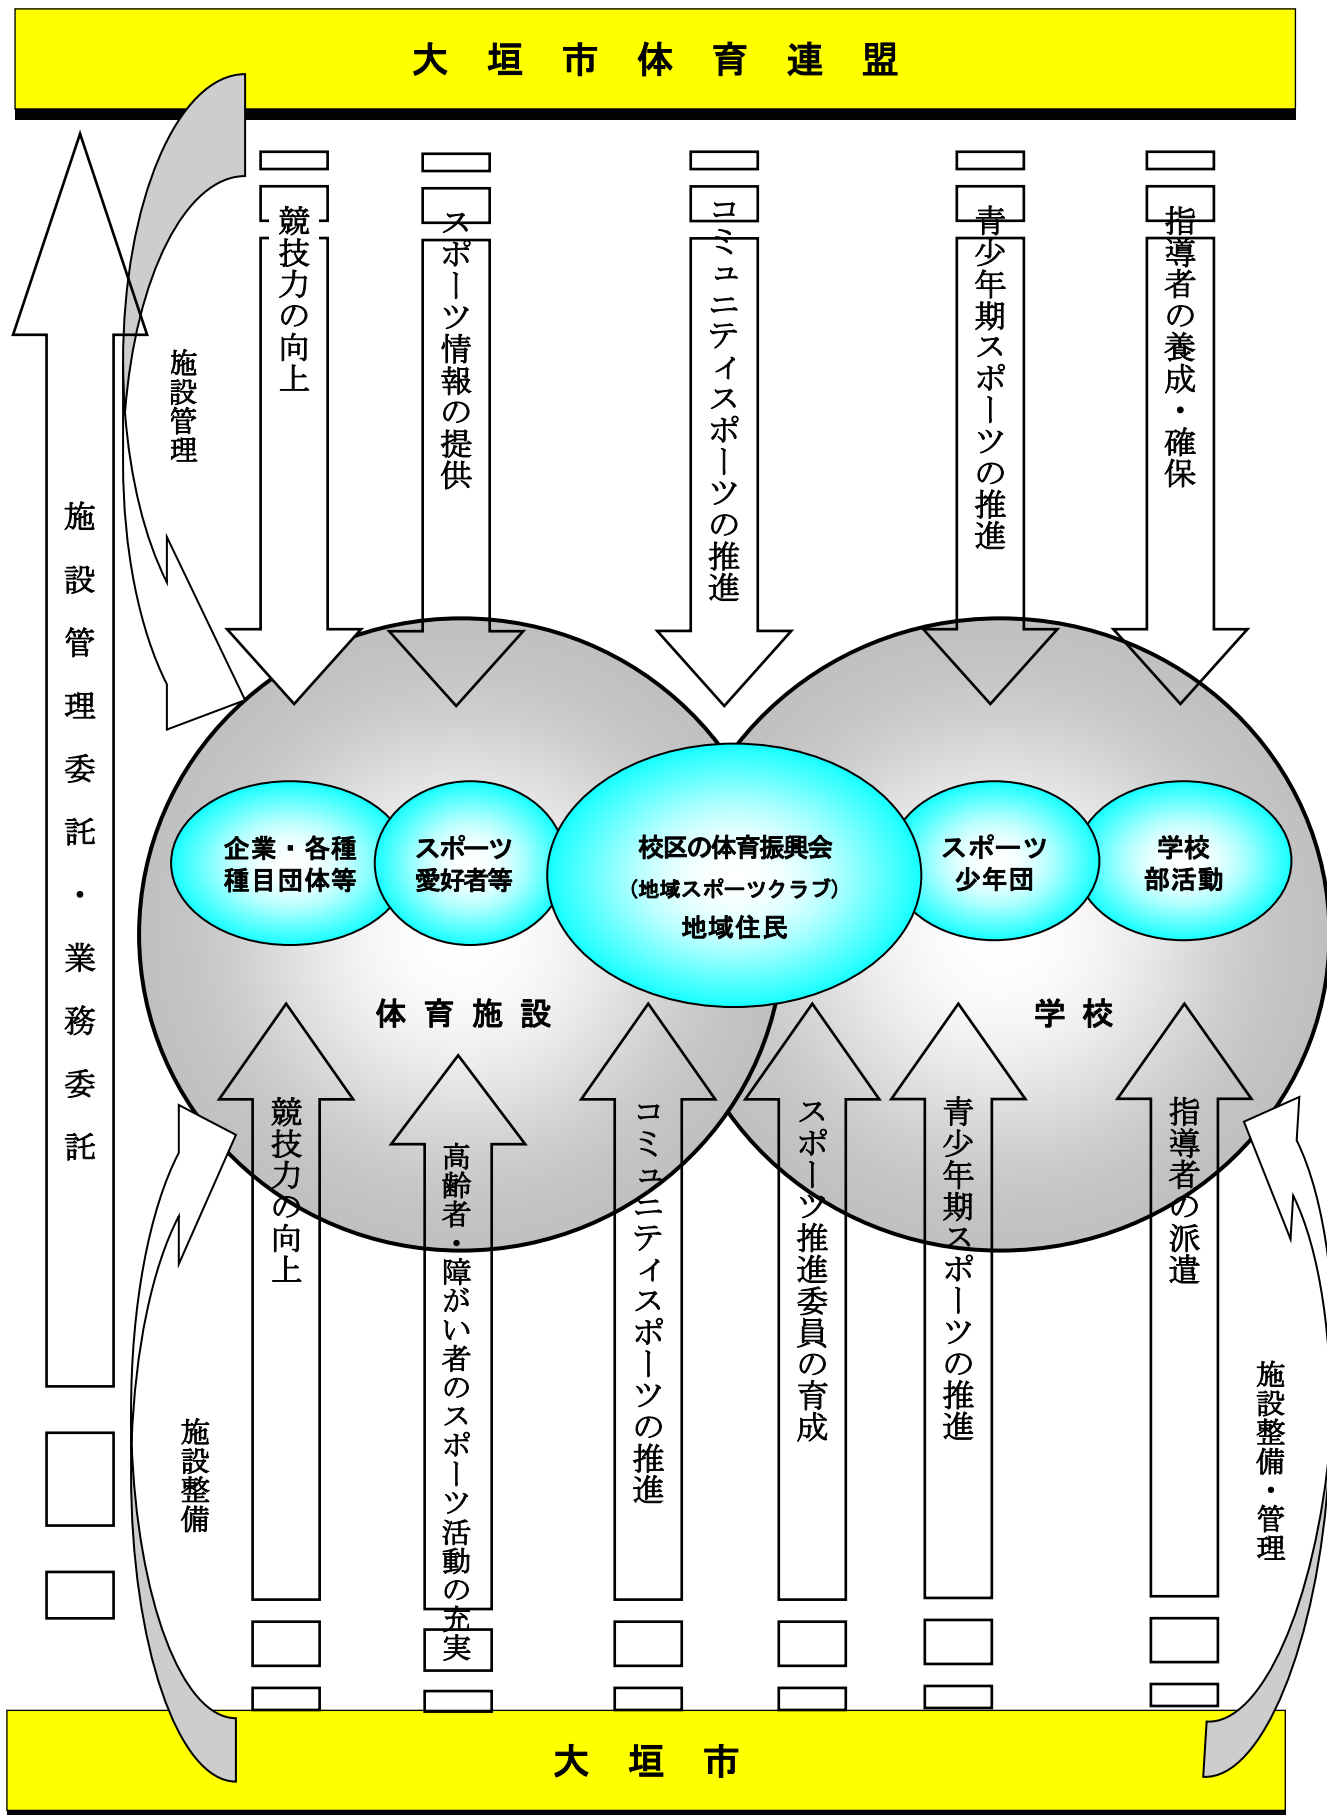 大垣市体育連盟
施設管理
競技力の向上
スポーツ情報の提供
コミュニティスポーツの推進
青少年期スポーツの推進
指導者の養成・確保
施設管理委託・業務委託
企業・各種
種目団体等
スポーツ
愛好者等
校区の体育振興会
(地域スポーツクラブ)
地域住民
スポーツ
少年団
学校
部活動
体育施設
学校
施設整備
競技力の向上
高齢者・障がい者のスポーツ活動の充実
コミュニティスポーツの推進
スポーツ推進委員の育成
青少年期スポーツの推進
指導者の派遣
施設整備・管理
大垣市